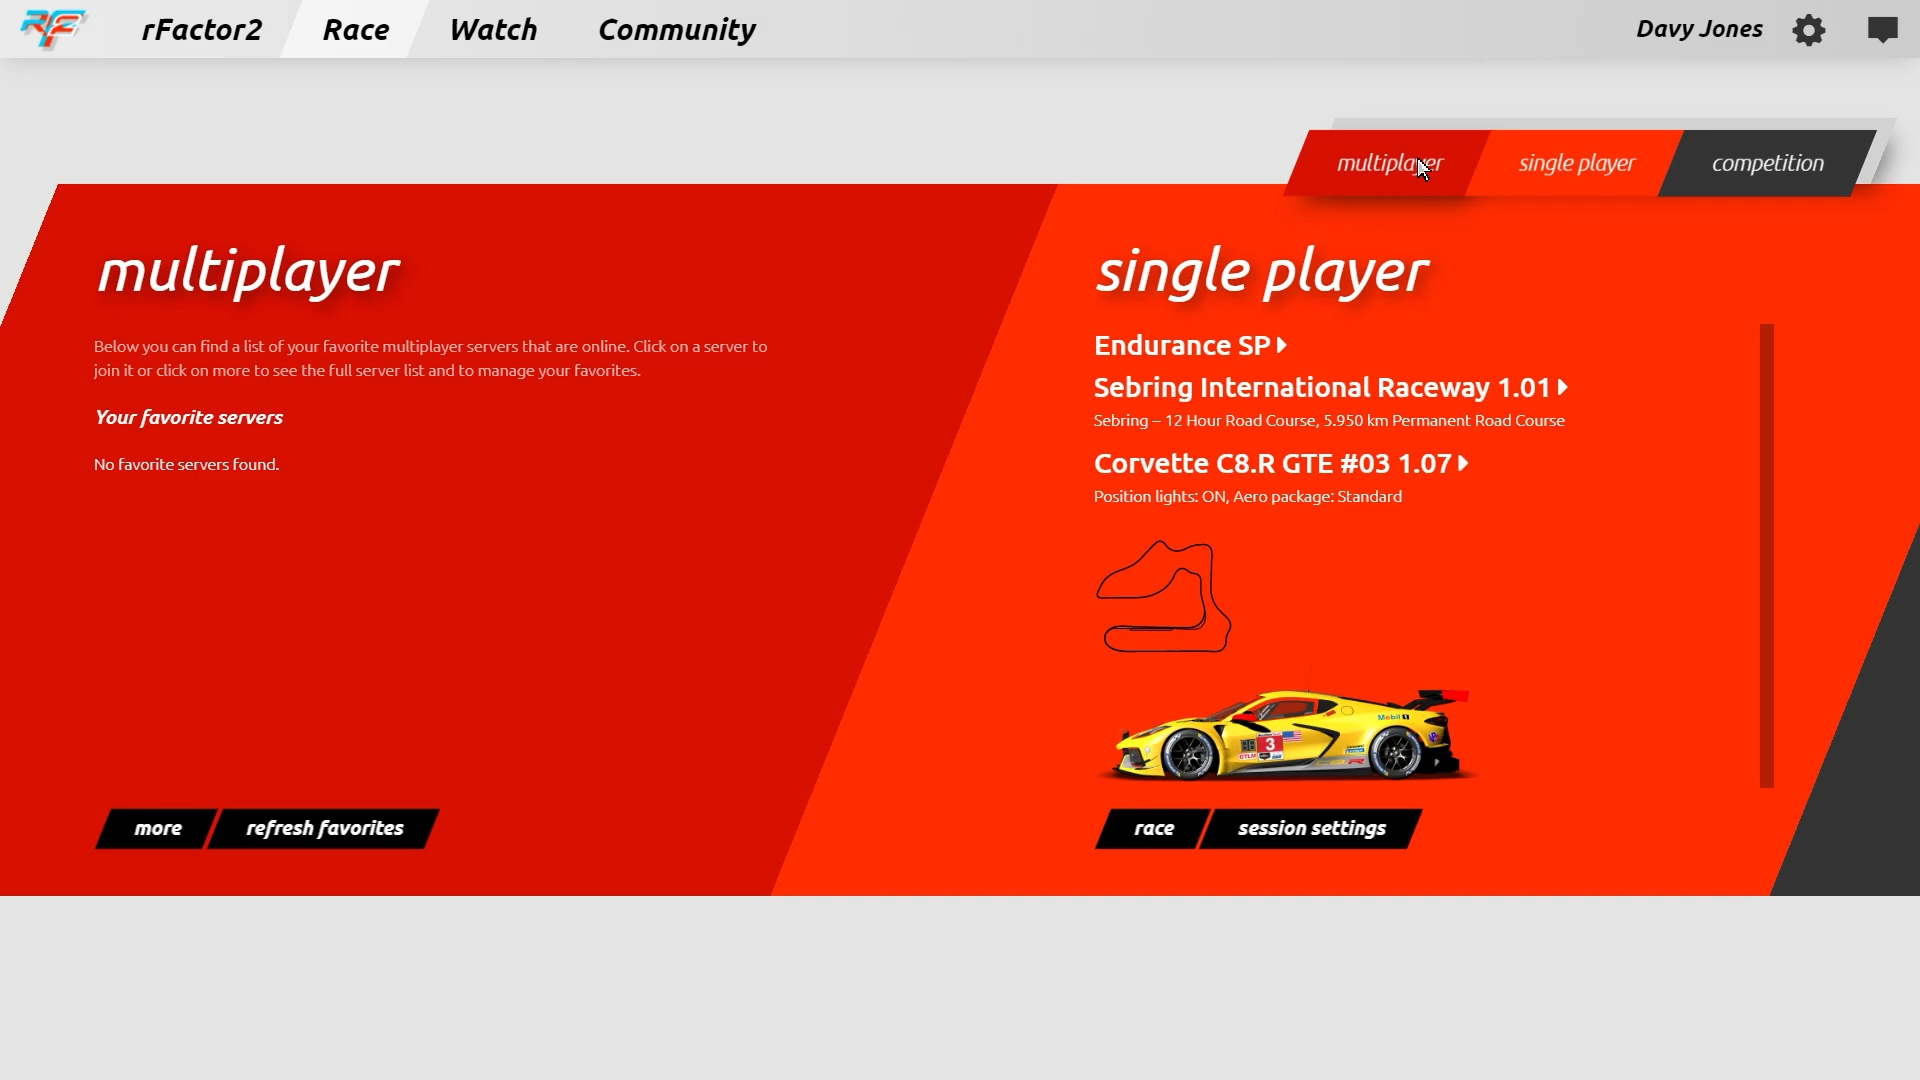 rFactor2
Race
Watch
Community
Davy Jones
multiplayer
single player
competition
multiplayer
Below you can find a list of your favorite multiplayer servers that are online. Click on a server to
join it or click on more to see the full server list and to manage your favorites.
Your favorite servers
No favorite servers found.
more
refresh favorites
single player
Endurance SP
Sebring International Raceway 1.01
Sebring – 12 Hour Road Course, 5.950 km Permanent Road Course
Corvette C8.R GTE #03 1.07
Position lights: ON, Aero package: Standard
Mobil 1
3
GTLM
race
session settings